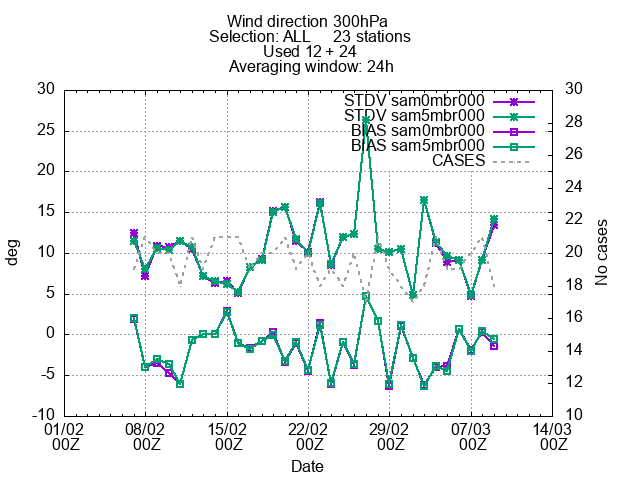 Wind direction 300hPa
Selection: ALL 23 stations
Used 12 + 24
Averaging window: 24h
STDV sam0mbr000
STDV sam5mbr000
BIAS sam0mbr000
BIAS sam5mbr000
CASES
30
25
20
15
10
5
0
-5
-10
deg
30
28
26
24
22
20
18
16
14
12
10
No cases
01/02 08/02 15/02 22/02 29/02 07/03 14/03
00Z 00Z 00Z 00Z 00Z 00Z 00Z
Date